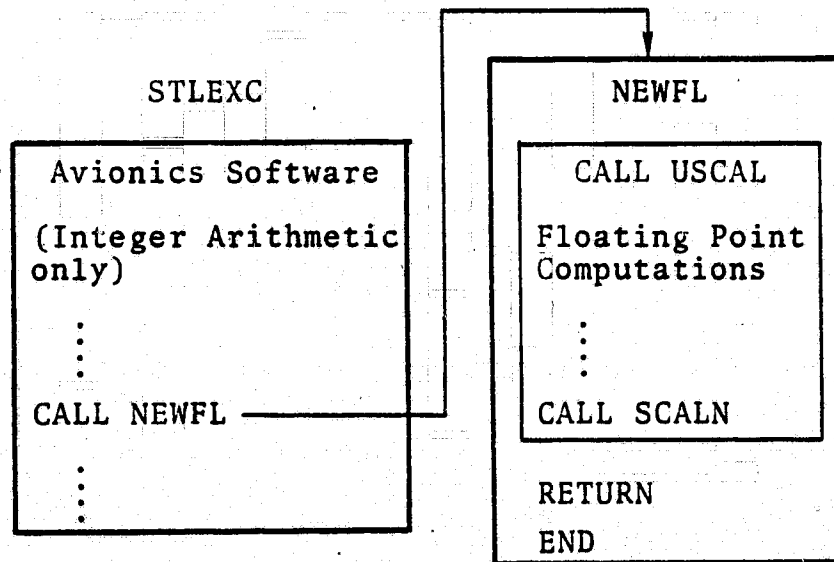 STLEXC
Avionics Software
(Integer Arithmetic
only)
CALL NEWFL
NEWFL
CALL USCAL
Floating Point
Computations
CALL SCALN
RETURN
END